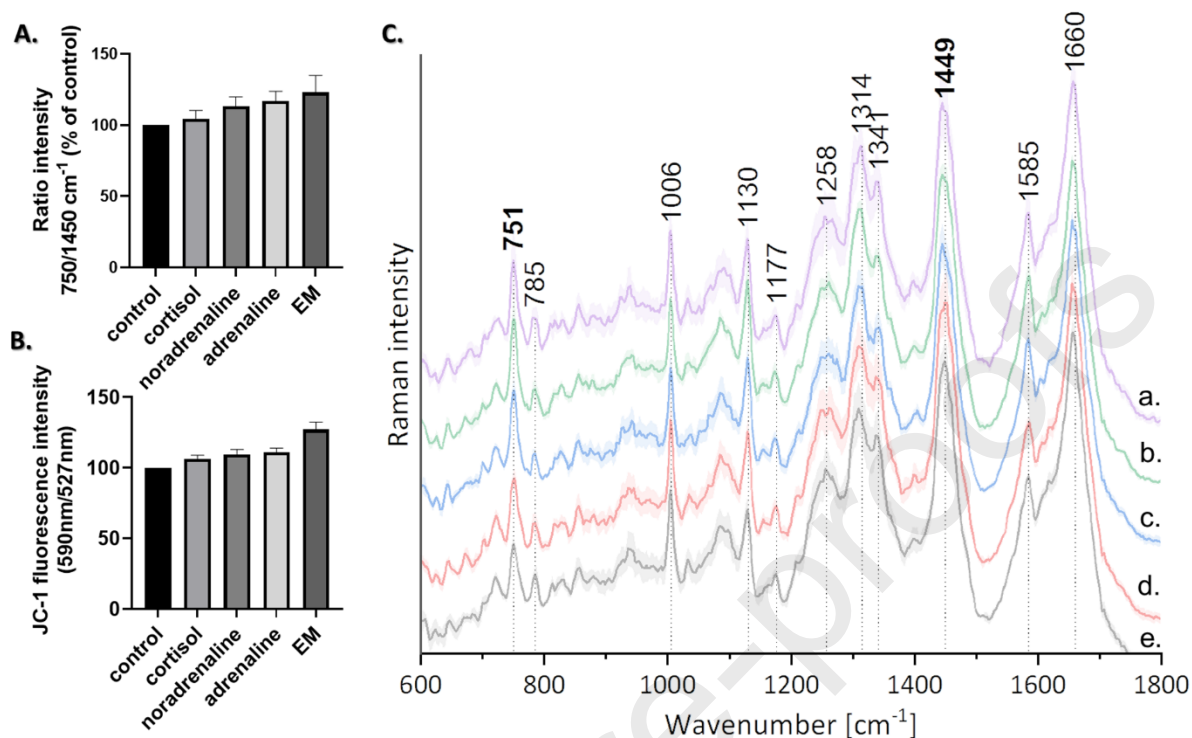 A.
Ratio intensity
750/1450 cm⁻¹ (% of control)
150
100
50
0
control
cortisol
noradrenaline
adrenaline
EM
B.
JC-1 fluorescence intensity
(590nm/527nm)
150
100
50
0
control
cortisol
noradrenaline
adrenaline
EM
C.
Raman intensity
751
785
1006
1130
1177
1258
1314
1341
1449
1585
1660
a.
b.
c.
d.
e.
600
800
1000
1200
1400
1600
1800
Wavenumber [cm⁻¹]
e-proofs